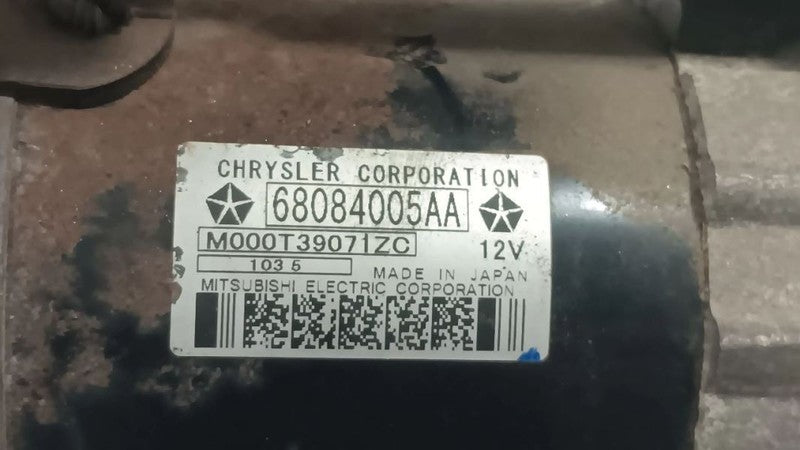 CHRYSLER CORPORATION
68084005AA
M000T39071ZC 12V
103 5
MADE IN JAPAN
MITSUBISHI ELECTRIC CORPORATION